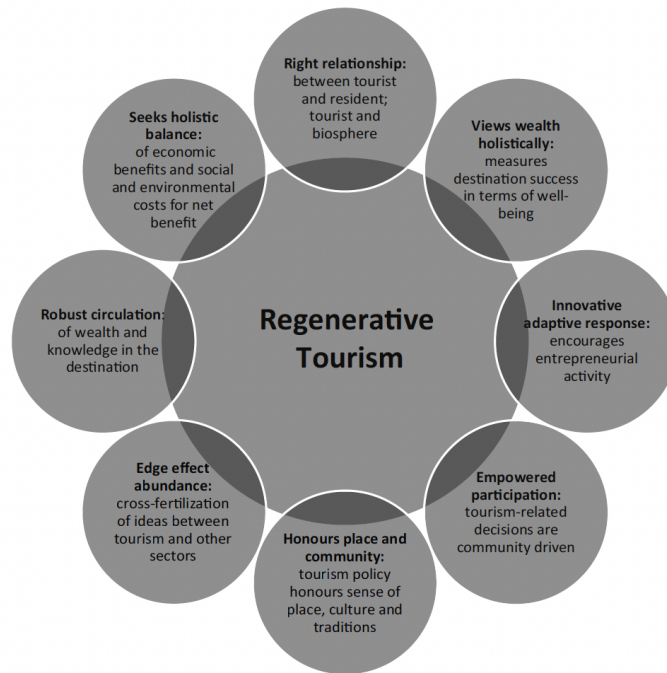 Right relationship:
between tourist
and resident;
tourist and
biosphere
Views wealth
holistically:
measures
destination success
in terms of well-
being
Innovative
adaptive response:
encourages
entrepreneurial
activity
Empowered
participation:
tourism-related
decisions are
community driven
Honours place and
community:
tourism policy
honours sense of
place, culture and
traditions
Edge effect
abundance:
cross-fertilization
of ideas between
tourism and other
sectors
Robust circulation:
of wealth and
knowledge in the
destination
Seeks holistic
balance:
of economic
benefits and social
and environmental
costs for net
benefit
Regenerative
Tourism